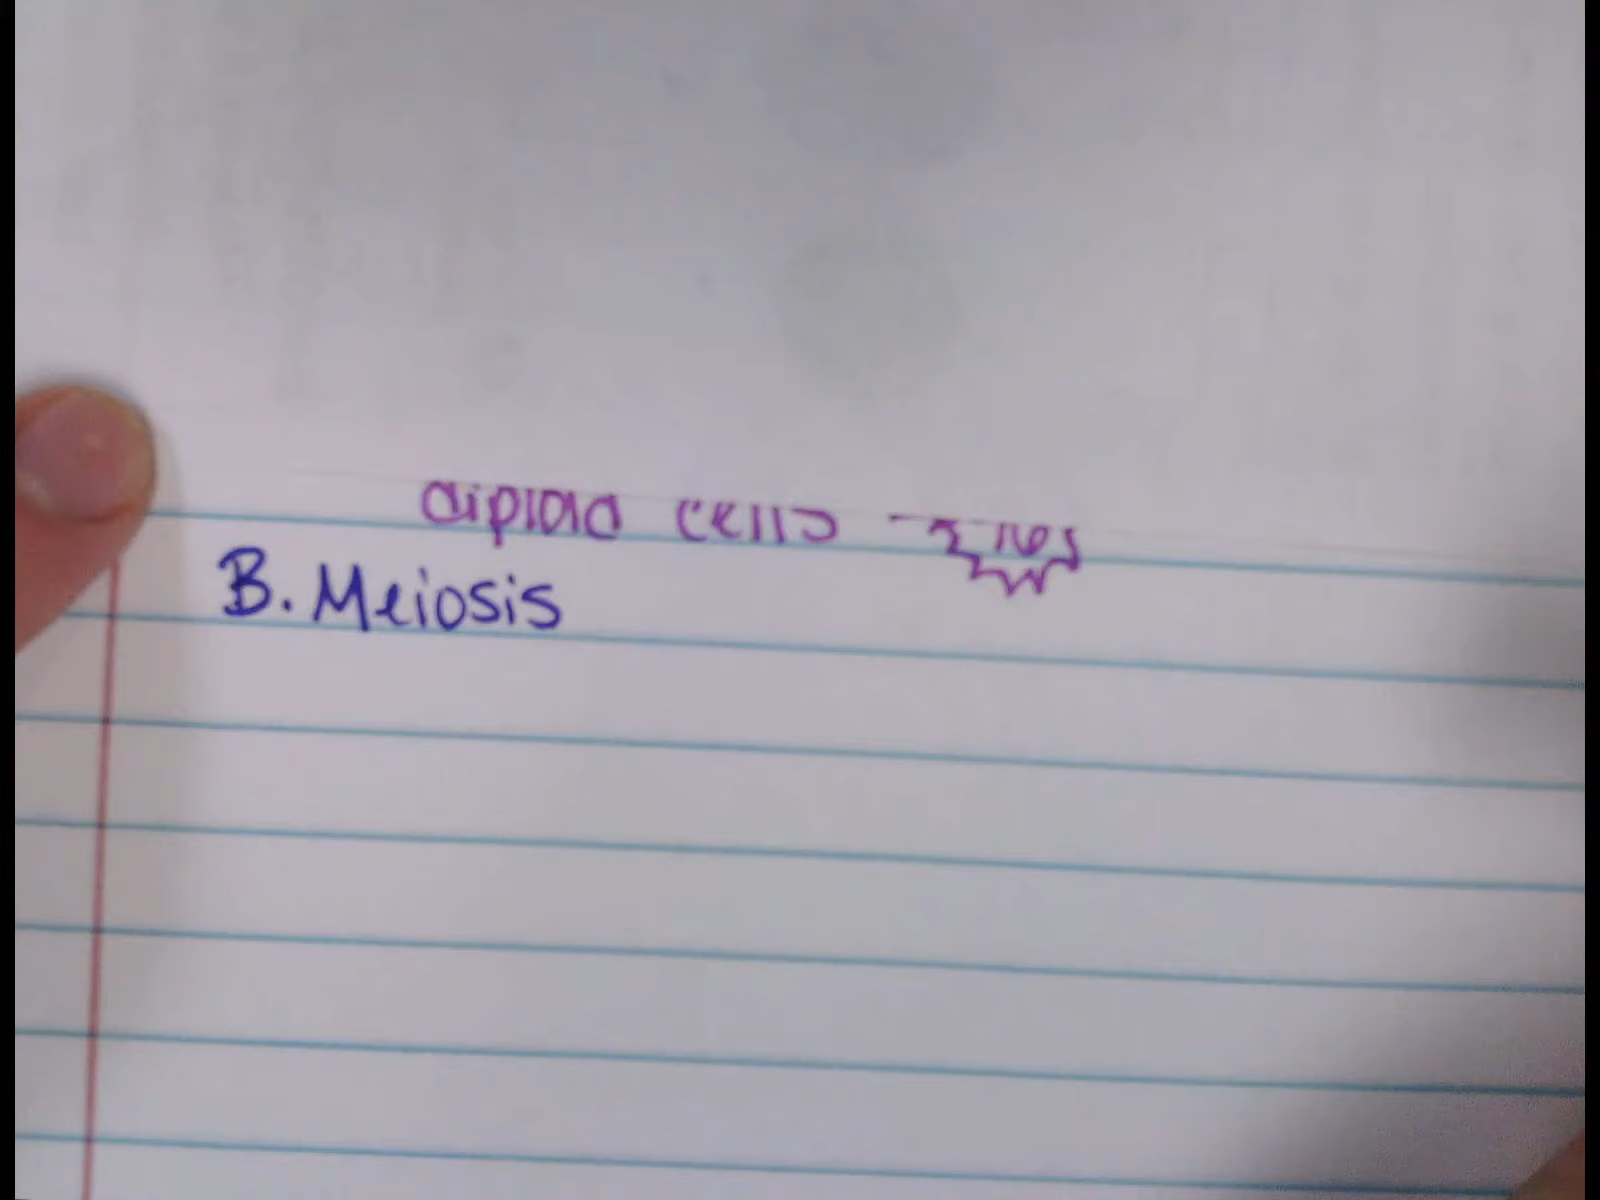 diploid cells -
B. Meiosis